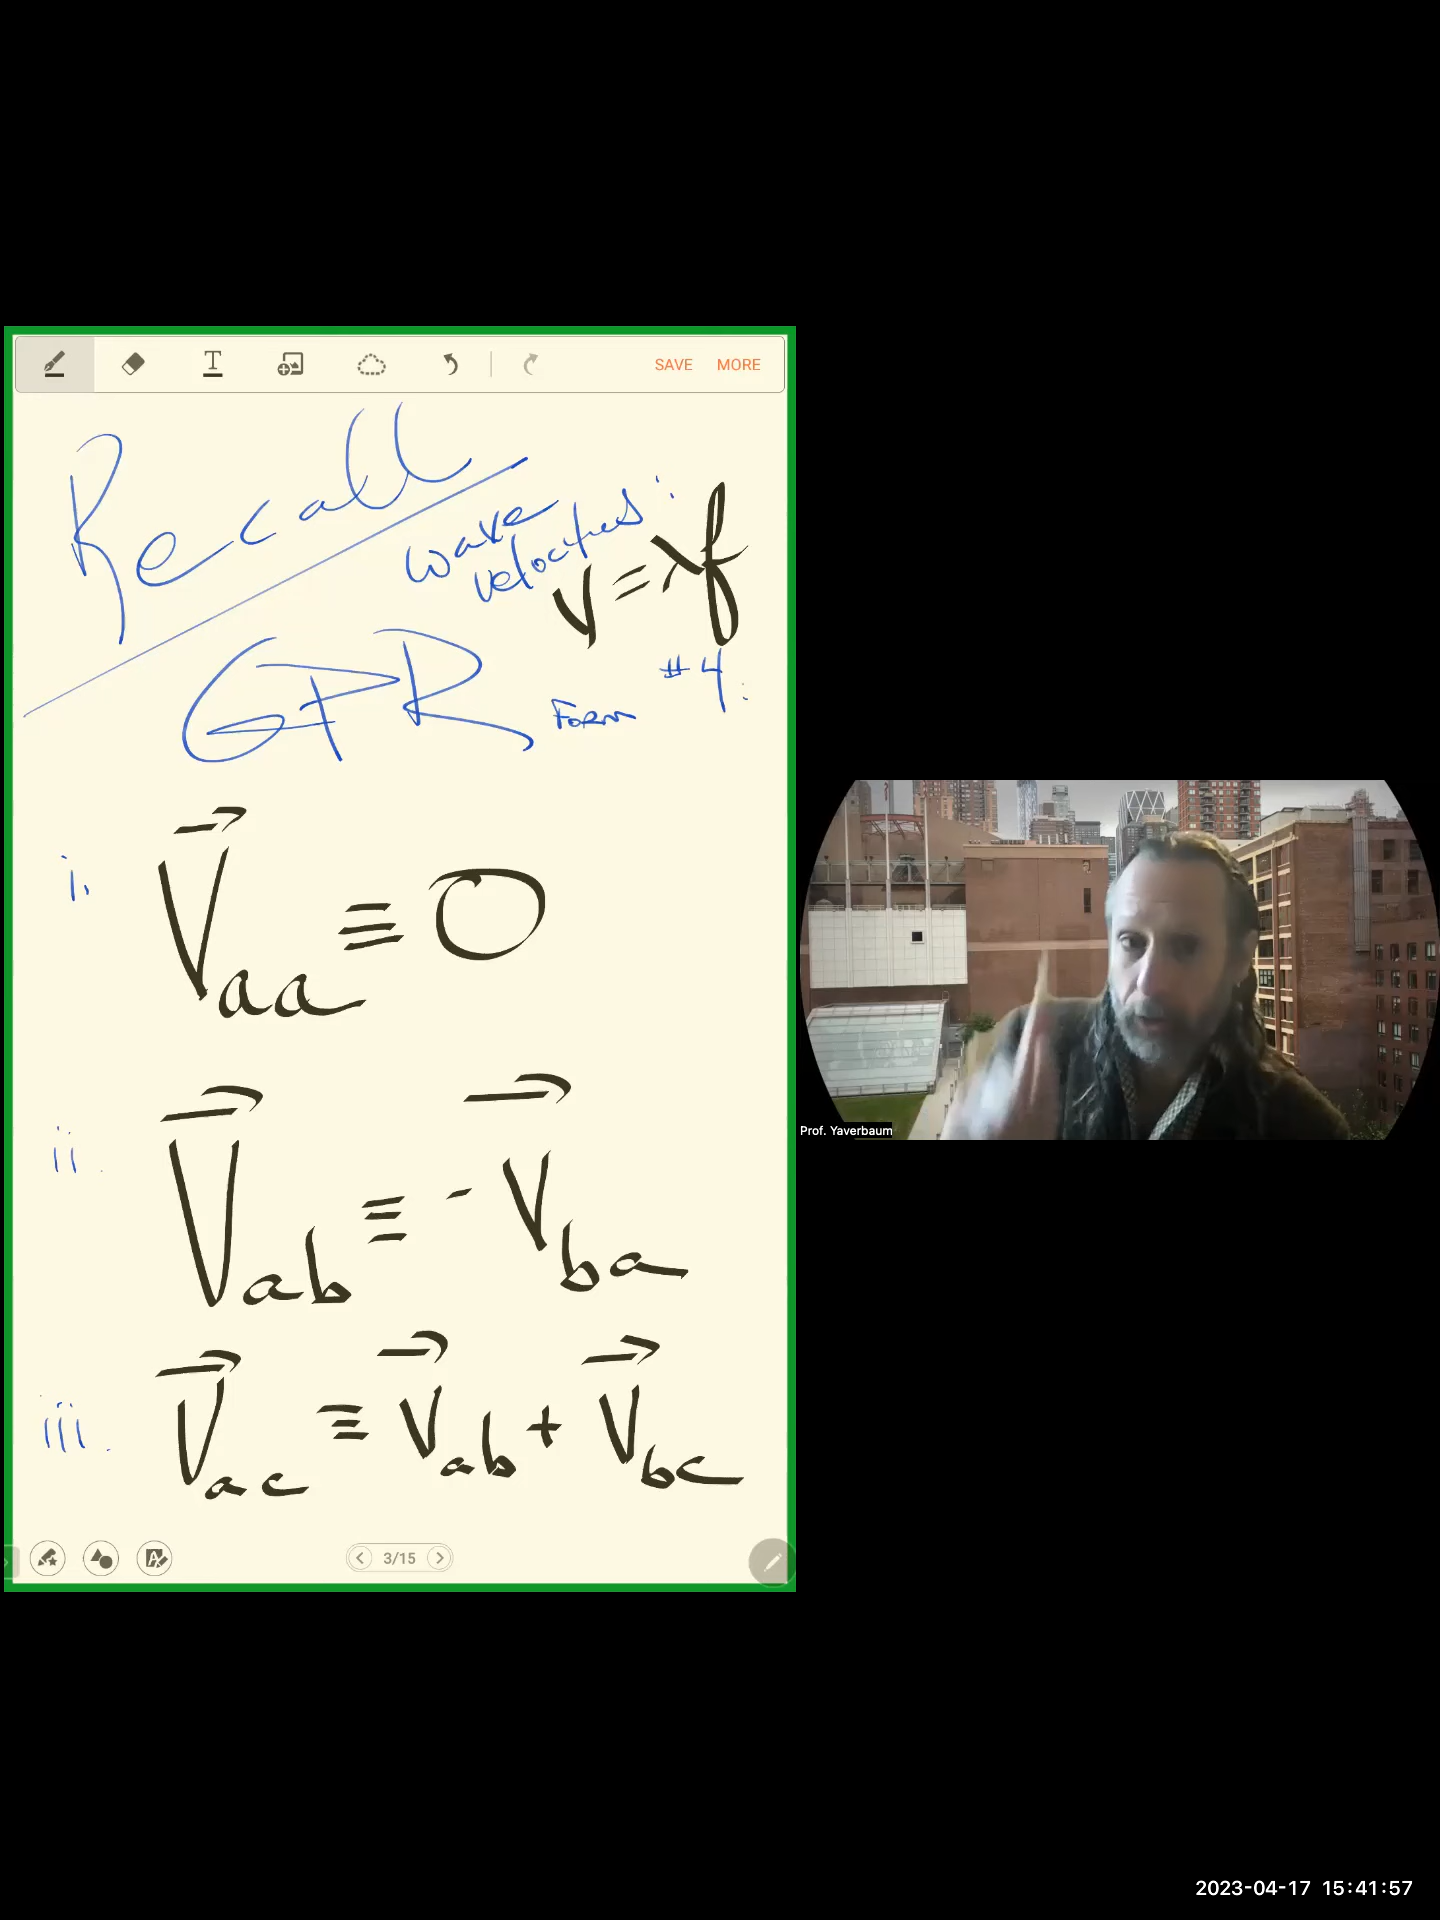 SAVE MORE
Recall
wave
velocities:
v = λf
GPR Form #4:
i. V⃗aa ≡ 0
ii. V⃗ab ≡ - V⃗ba
iii. V⃗ac ≡ V⃗ab + V⃗bc
3/15
Prof. Yaverbaum
2023-04-17 15:41:57